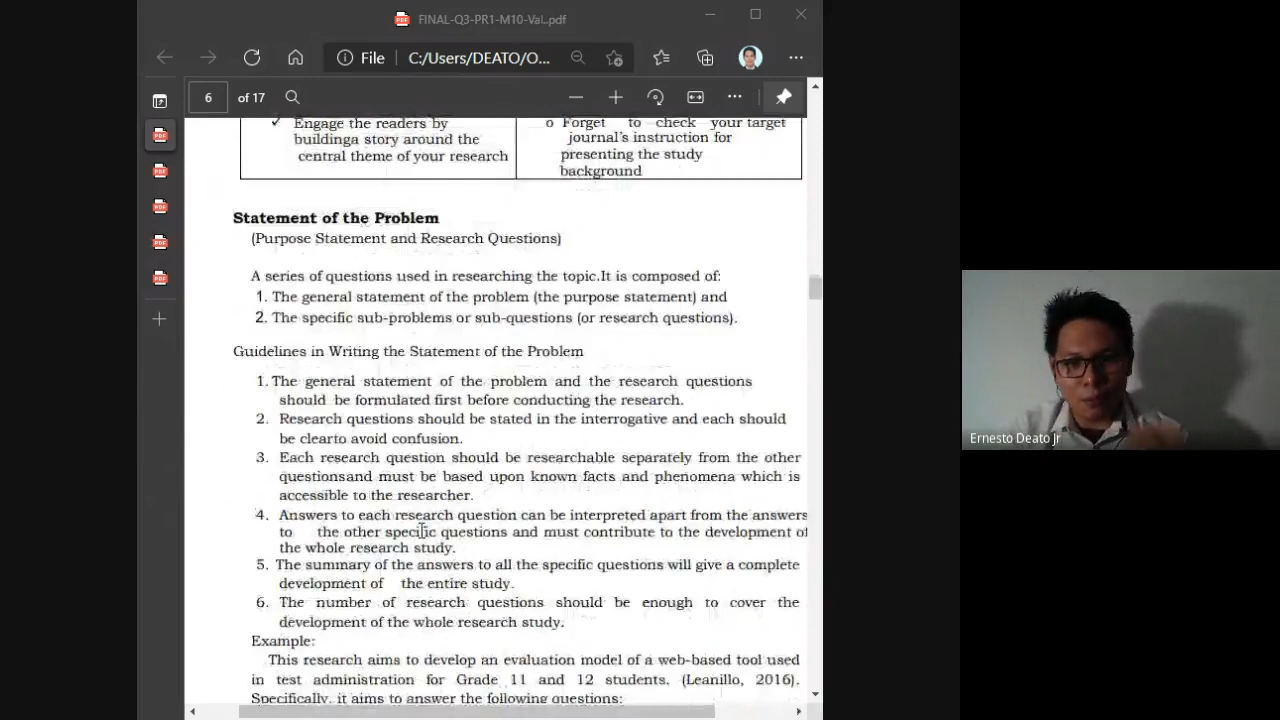 FINAL-Q3-PR1-M10-Val..pdf
File C:/Users/DEATO/O...
6 of 17
✓ Engage the readers by
buildinga story around the
central theme of your research
o Forget to check your target
journal's instruction for
presenting the study
background
Statement of the Problem
(Purpose Statement and Research Questions)
A series of questions used in researching the topic.It is composed of:
1. The general statement of the problem (the purpose statement) and
2. The specific sub-problems or sub-questions (or research questions).
Guidelines in Writing the Statement of the Problem
1. The general statement of the problem and the research questions
should be formulated first before conducting the research.
2. Research questions should be stated in the interrogative and each should
be clearto avoid confusion.
3. Each research question should be researchable separately from the other
questionsand must be based upon known facts and phenomena which is
accessible to the researcher.
4. Answers to each research question can be interpreted apart from the answers
to the other specific questions and must contribute to the development of
the whole research study.
5. The summary of the answers to all the specific questions will give a complete
development of the entire study.
6. The number of research questions should be enough to cover the
development of the whole research study.
Example:
This research aims to develop an evaluation model of a web-based tool used
in test administration for Grade 11 and 12 students. (Leanillo, 2016).
Specifically, it aims to answer the following questions:
Ernesto Deato Jr